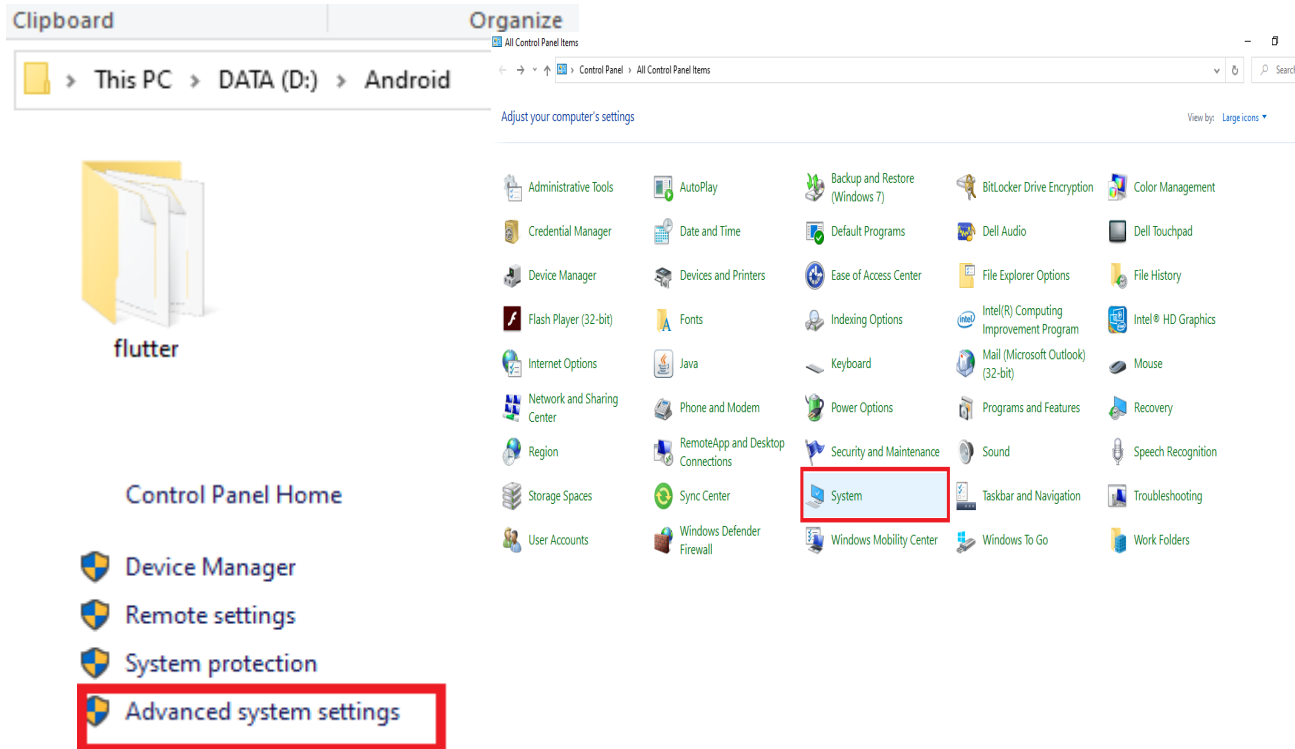 Clipboard
Organize
This PC > DATA (D:) > Android
flutter
Control Panel Home
Device Manager
Remote settings
System protection
Advanced system settings
All Control Panel Items
Control Panel > All Control Panel Items
Search
Adjust your computer's settings
View by: Large icons
Administrative Tools
AutoPlay
Backup and Restore
(Windows 7)
BitLocker Drive Encryption
Color Management
Credential Manager
Date and Time
Default Programs
Dell Audio
Dell Touchpad
Device Manager
Devices and Printers
Ease of Access Center
File Explorer Options
File History
Flash Player (32-bit)
Fonts
Indexing Options
Intel(R) Computing
Improvement Program
Intel® HD Graphics
Internet Options
Java
Keyboard
Mail (Microsoft Outlook)
(32-bit)
Mouse
Network and Sharing
Center
Phone and Modem
Power Options
Programs and Features
Recovery
Region
RemoteApp and Desktop
Connections
Security and Maintenance
Sound
Speech Recognition
Storage Spaces
Sync Center
System
Taskbar and Navigation
Troubleshooting
User Accounts
Windows Defender
Firewall
Windows Mobility Center
Windows To Go
Work Folders